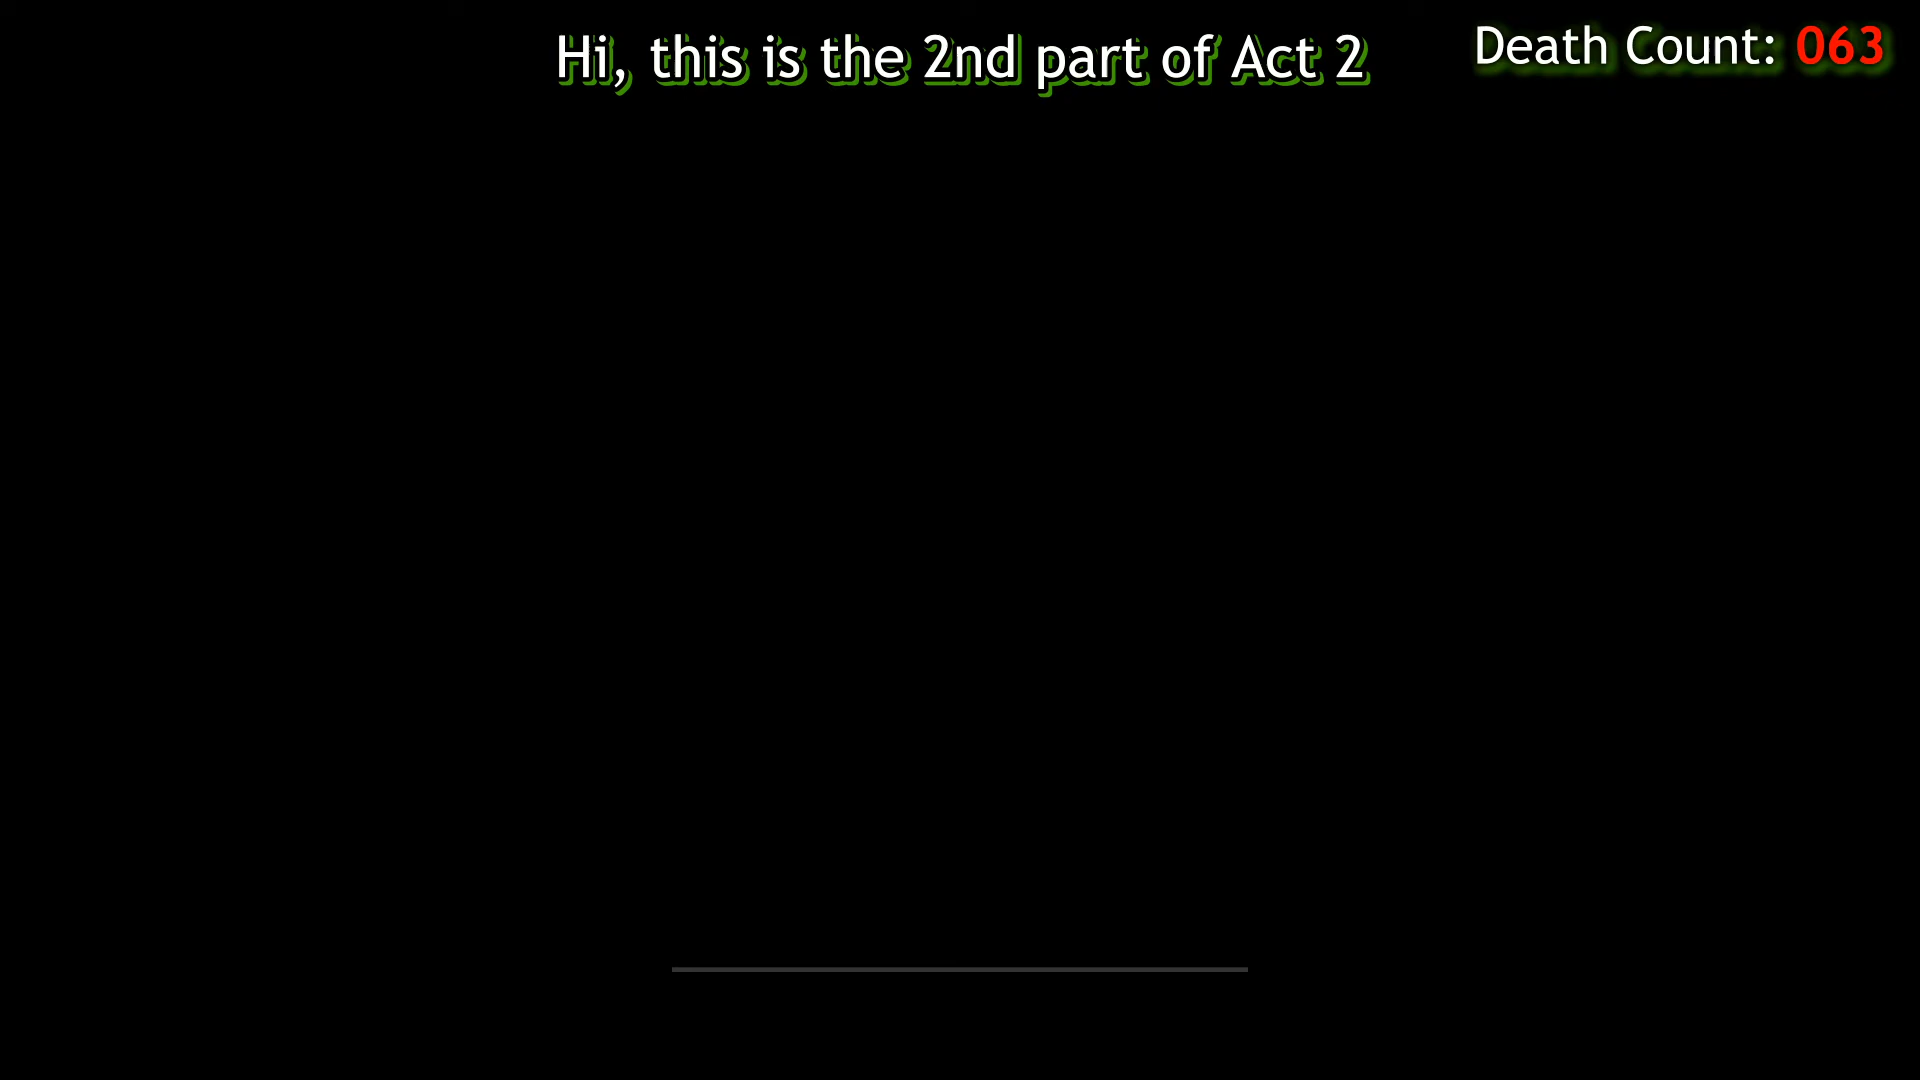 Hi, this is the 2nd part of Act 2
Death Count: 063